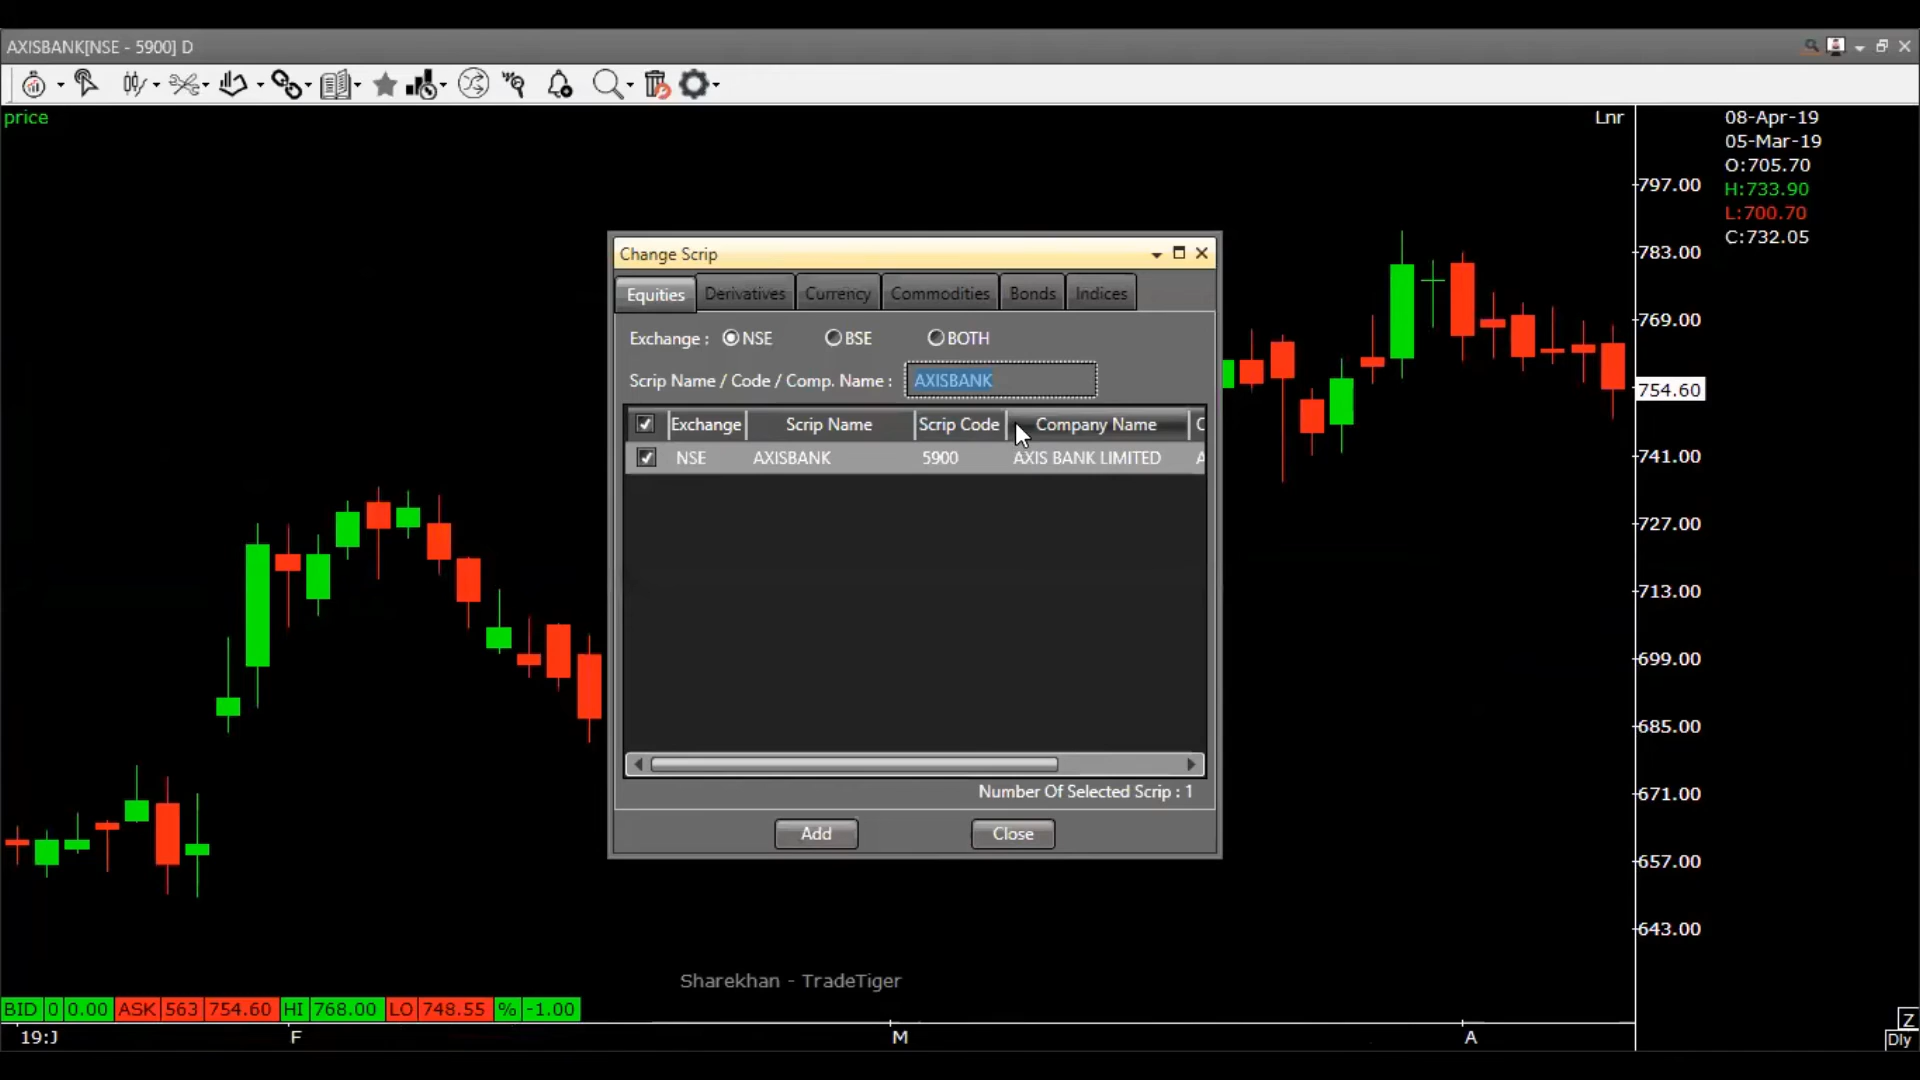 AXISBANK[NSE - 5900] D
price
Lnr
08-Apr-19
05-Mar-19
O:705.70
H:733.90
L:700.70
C:732.05
797.00
783.00
769.00
754.60
741.00
727.00
713.00
699.00
685.00
671.00
657.00
643.00
Change Scrip
Equities Derivatives Currency Commodities Bonds Indices
Exchange : NSE BSE BOTH
Scrip Name / Code / Comp. Name : AXISBANK
Exchange Scrip Name Scrip Code Company Name C
NSE AXISBANK 5900 AXIS BANK LIMITED A
Number Of Selected Scrip : 1
Add Close
Sharekhan - TradeTiger
BID 0 0.00 ASK 563 754.60 HI 768.00 LO 748.55 % -1.00
19:J F M A
Z
Dly